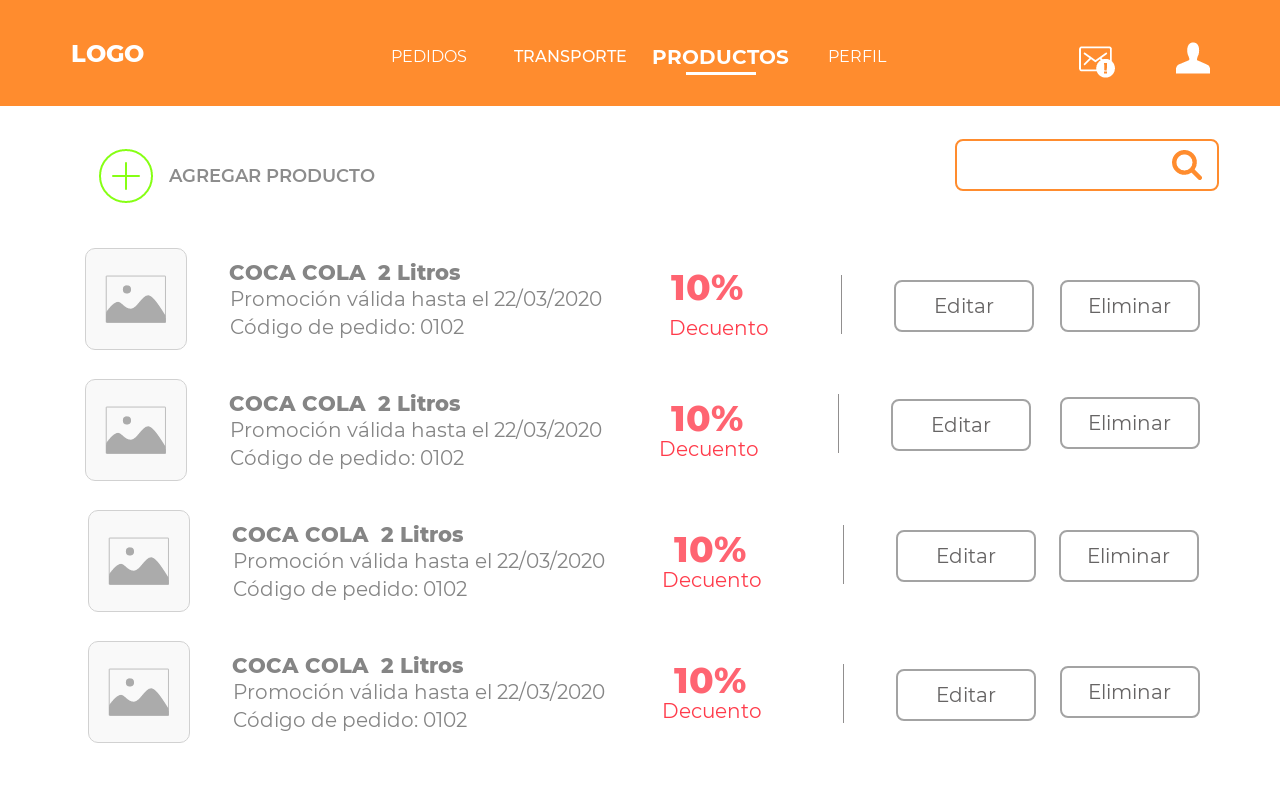 LOGO
PEDIDOS
TRANSPORTE
PRODUCTOS
PERFIL
AGREGAR PRODUCTO
COCA COLA  2 Litros
Promoción válida hasta el 22/03/2020
Código de pedido: 0102
10%
Decuento
Editar
Eliminar
COCA COLA  2 Litros
Promoción válida hasta el 22/03/2020
Código de pedido: 0102
10%
Decuento
Editar
Eliminar
COCA COLA  2 Litros
Promoción válida hasta el 22/03/2020
Código de pedido: 0102
10%
Decuento
Editar
Eliminar
COCA COLA  2 Litros
Promoción válida hasta el 22/03/2020
Código de pedido: 0102
10%
Decuento
Editar
Eliminar